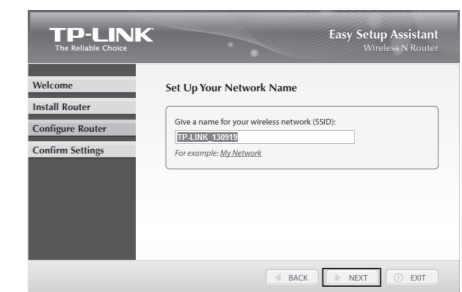 TP-LINK
The Reliable Choice
Easy Setup Assistant
Wireless N Router
Welcome
Install Router
Configure Router
Confirm Settings
Set Up Your Network Name
Give a name for your wireless network (SSID):
TP-LINK_130919
For example: My Network
BACK
NEXT
EXIT